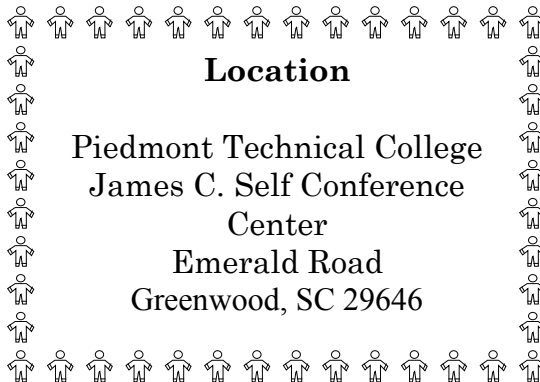 Location
Piedmont Technical College
James C. Self Conference
Center
Emerald Road
Greenwood, SC 29646